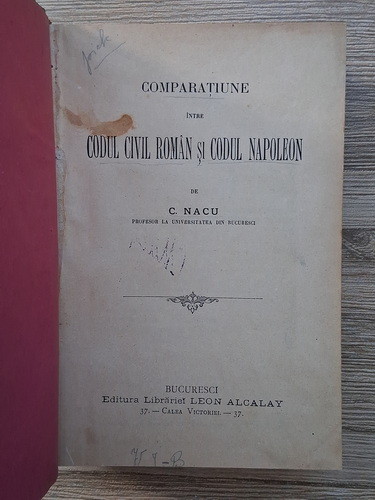 COMPARAȚIUNE
ÎNTRE
CODUL CIVIL ROMÂN ȘI CODUL NAPOLEON
DE
C. NACU
PROFESOR LA UNIVERSITATEA DIN BUCURESCI
BUCURESCI
Editura Librăriei LEON ALCALAY
37. — CALEA VICTORIEI — 37.